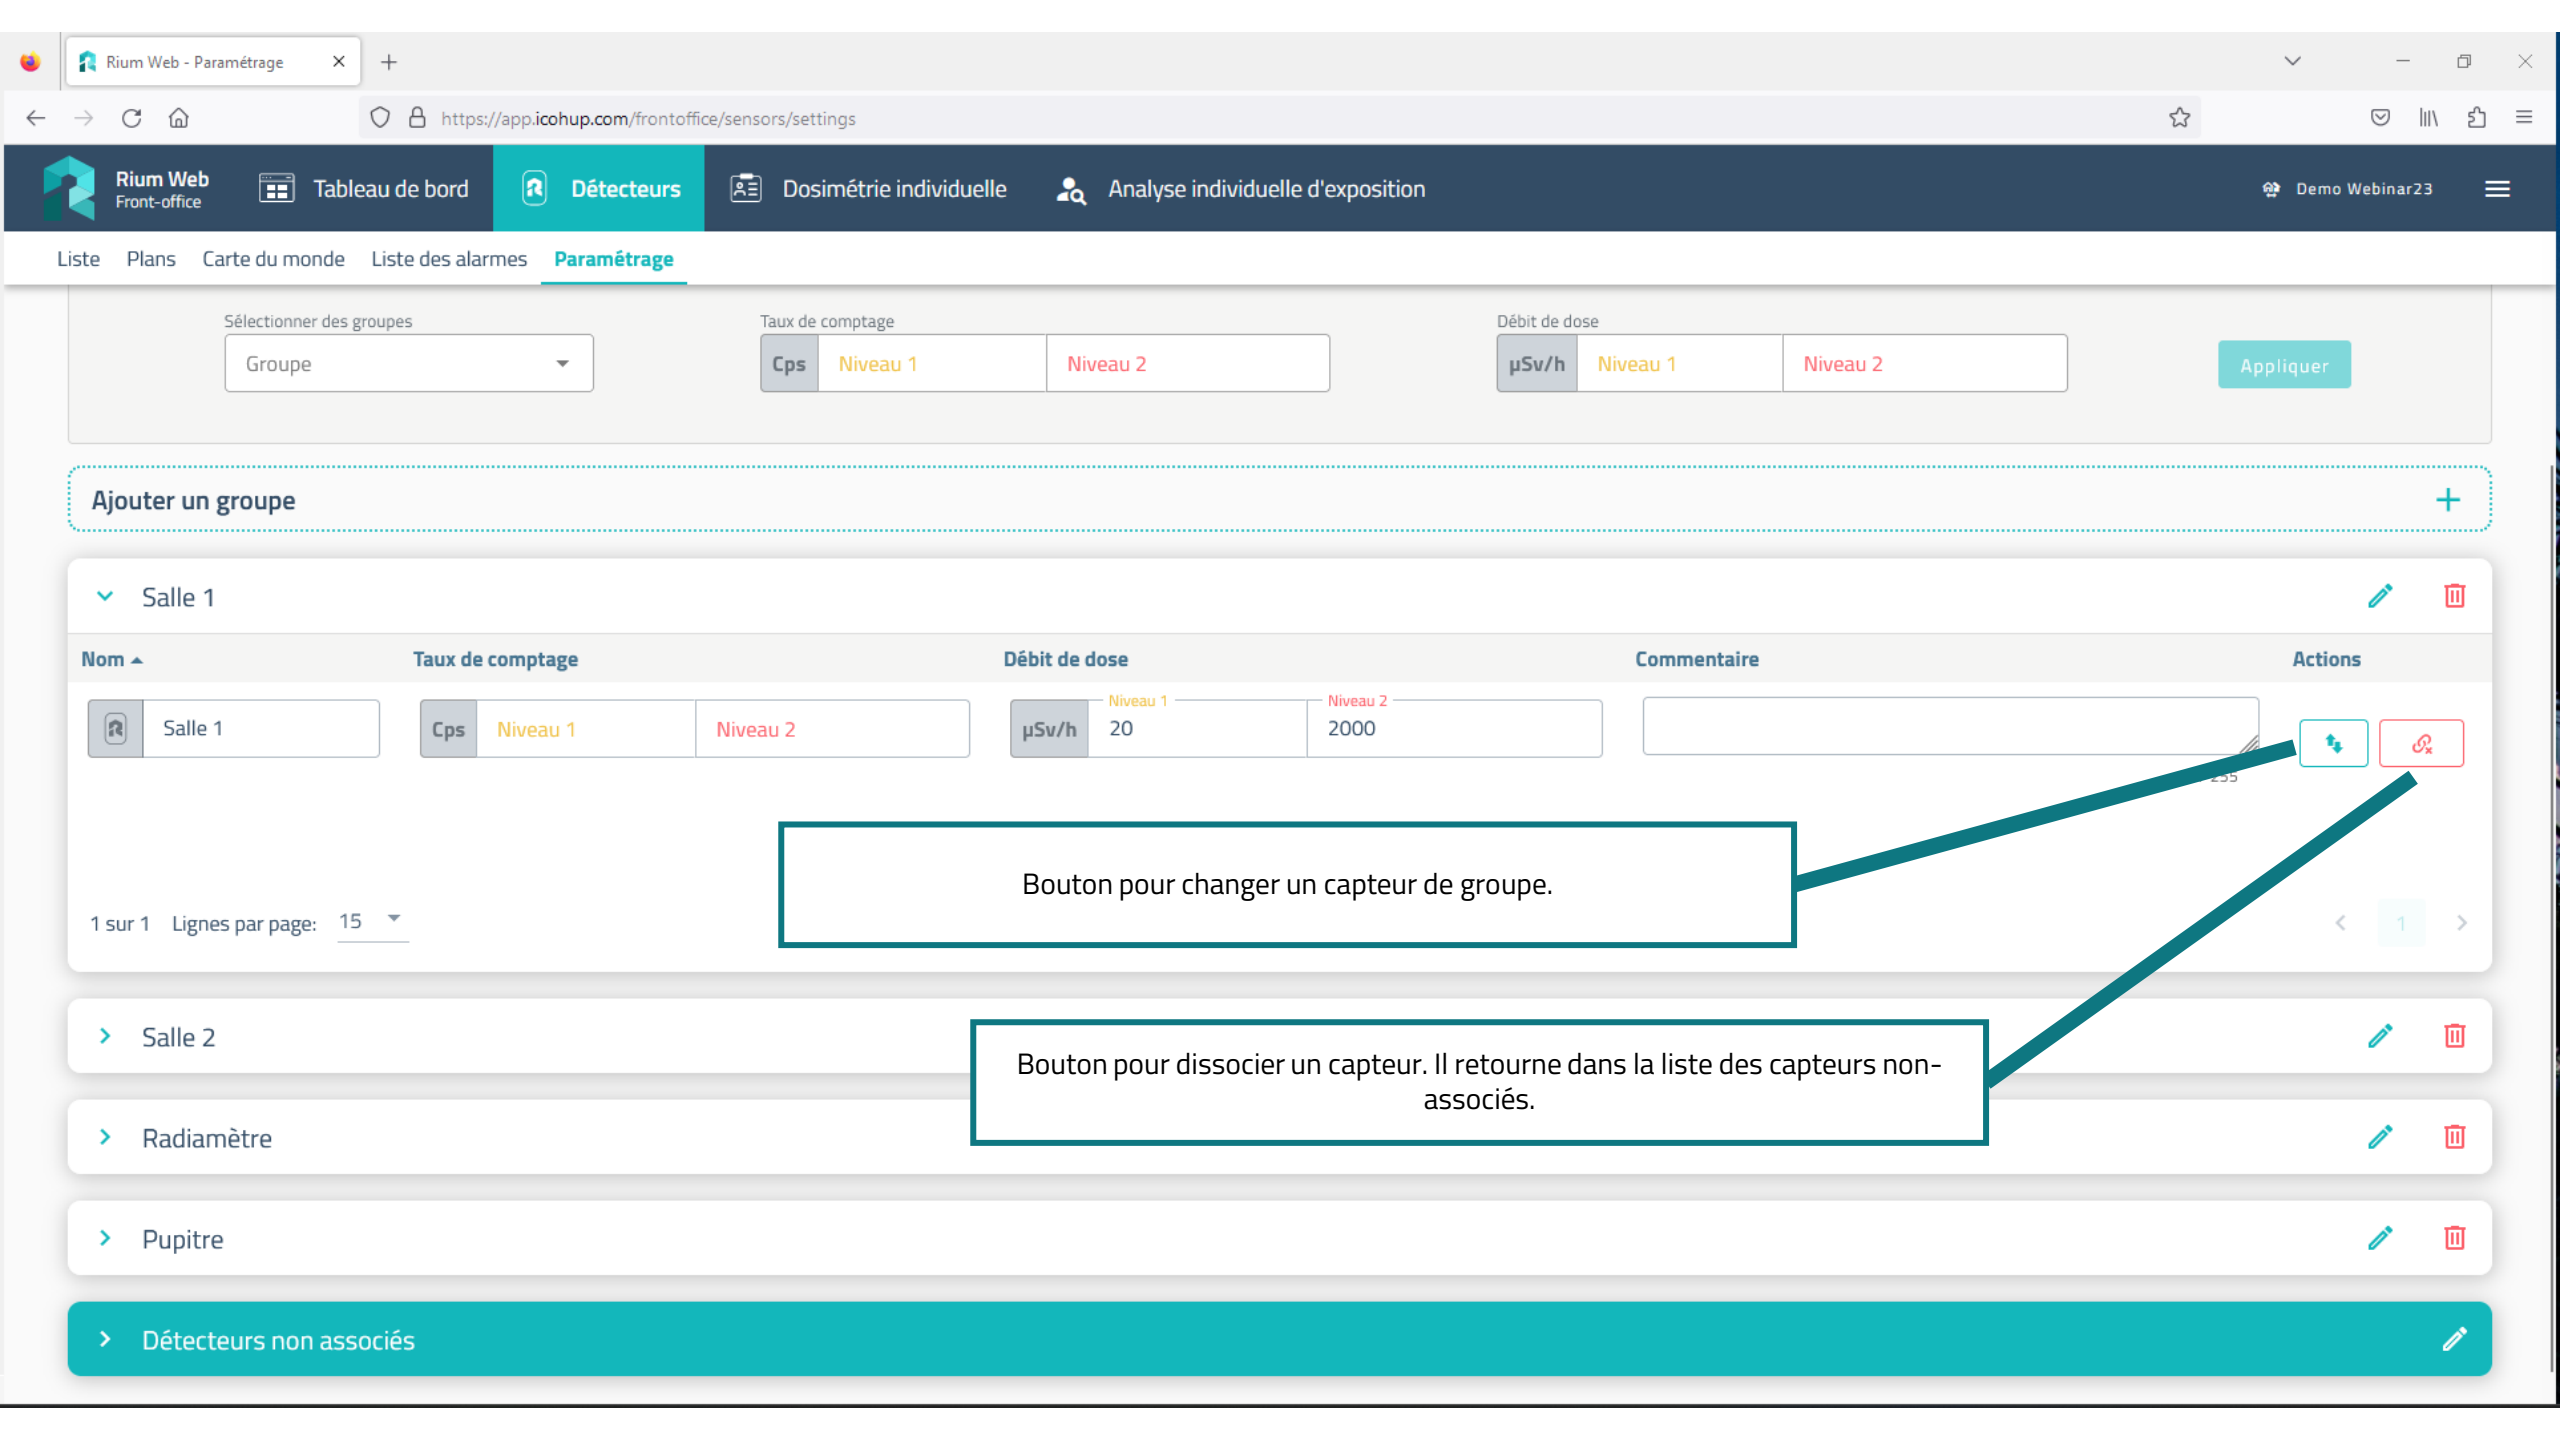 Rium Web - Paramétrage
https://app.icohup.com/frontoffice/sensors/settings
Rium Web
Front-office
Tableau de bord
Détecteurs
Dosimétrie individuelle
Analyse individuelle d'exposition
Demo Webinar23
Liste Plans Carte du monde Liste des alarmes Paramétrage
Sélectionner des groupes
Groupe
Taux de comptage
Cps Niveau 1 Niveau 2
Débit de dose
µSv/h Niveau 1 Niveau 2
Appliquer
Ajouter un groupe
Salle 1
Nom Taux de comptage Débit de dose Commentaire Actions
Salle 1
Cps Niveau 1 Niveau 2
Niveau 1 Niveau 2
µSv/h 20 2000
255
Bouton pour changer un capteur de groupe.
1 sur 1 Lignes par page: 15
1
Salle 2
Bouton pour dissocier un capteur. Il retourne dans la liste des capteurs non-
associés.
Radiamètre
Pupitre
Détecteurs non associés